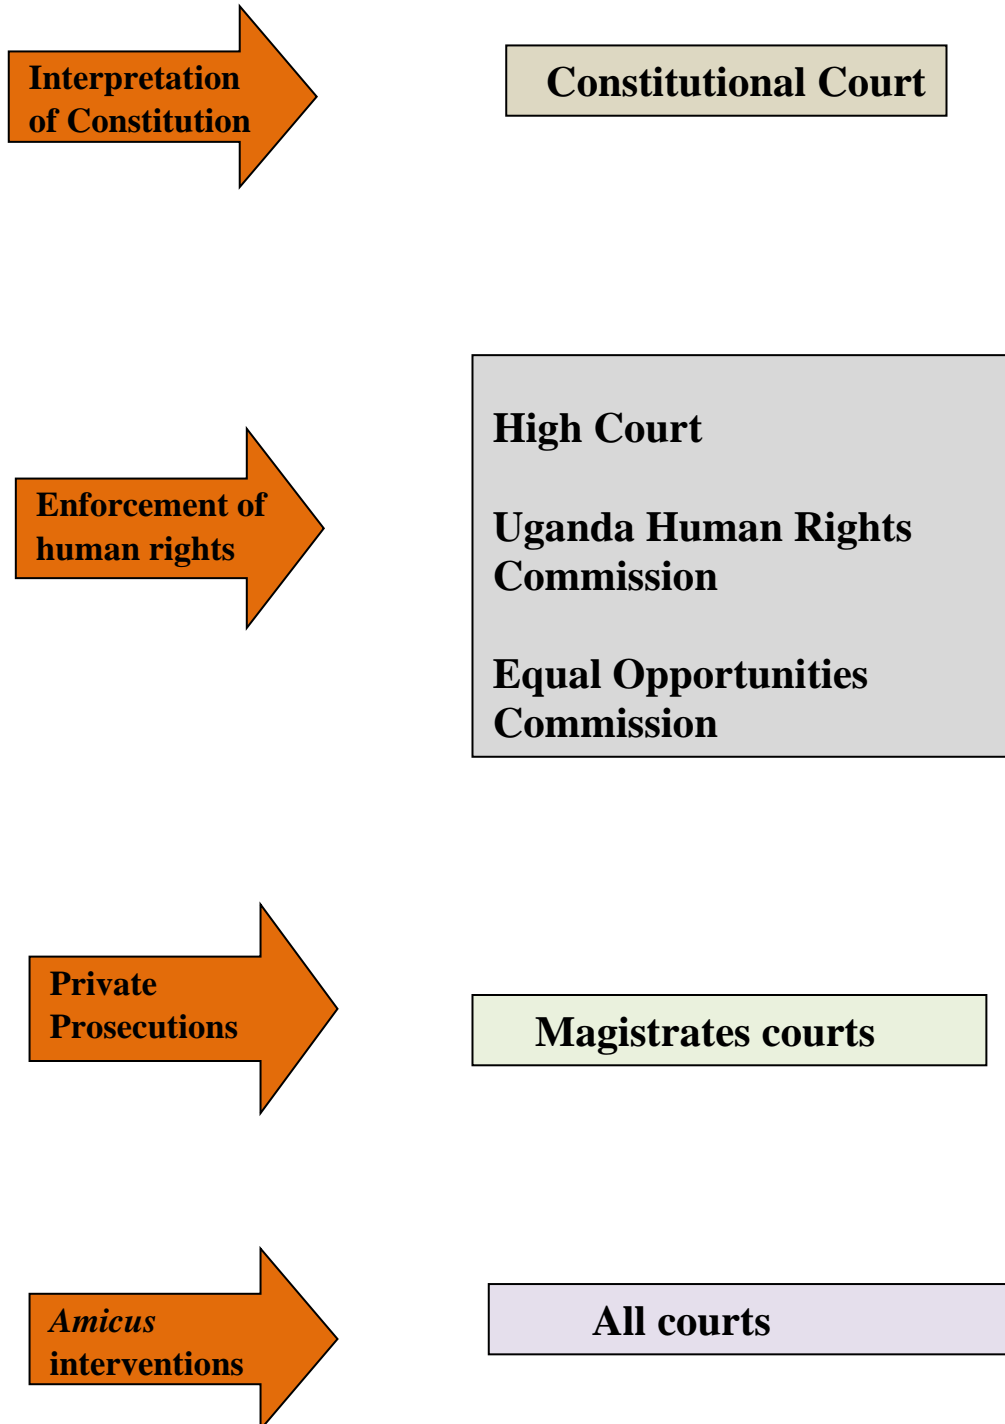 Interpretation
of Constitution
Constitutional Court
High Court
Uganda Human Rights
Commission
Equal Opportunities
Commission
Enforcement of
human rights
Private
Prosecutions
Magistrates courts
Amicus
interventions
All courts